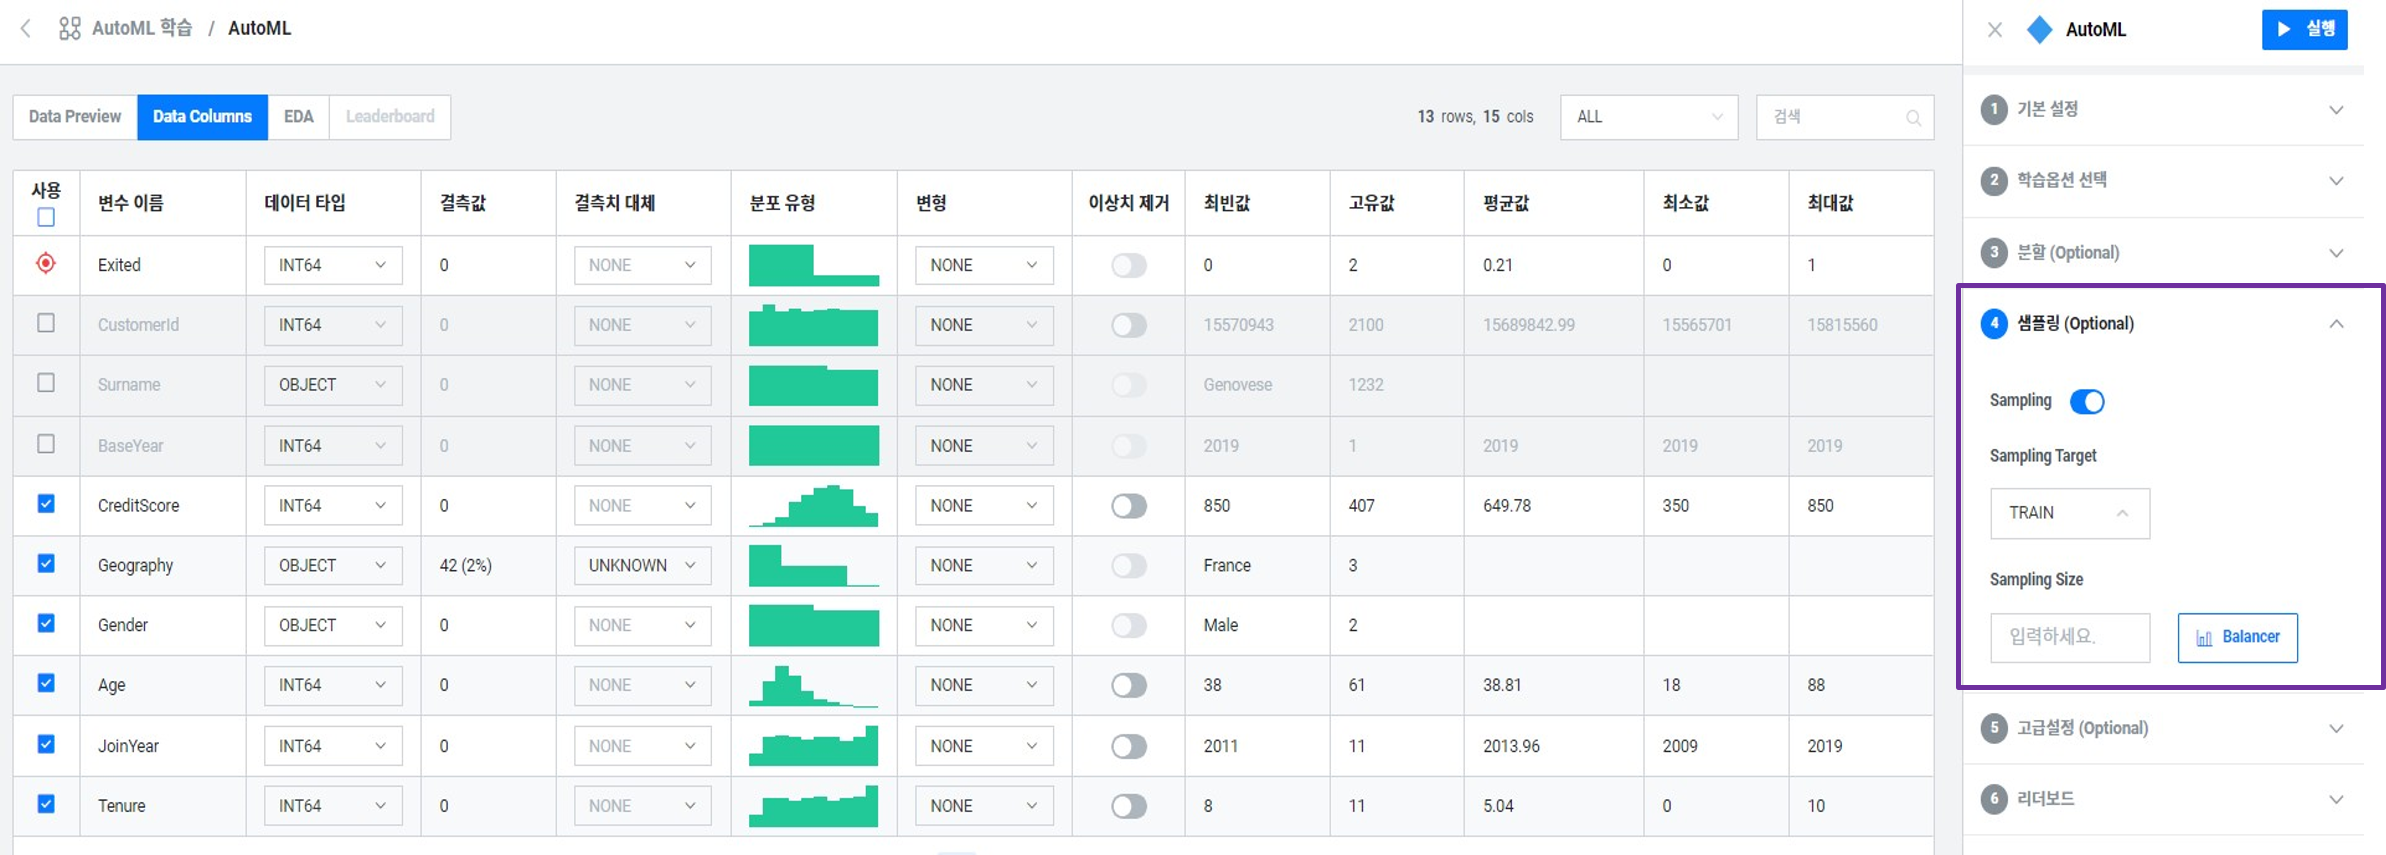 AutoML 학습 / AutoML
Data Preview Data Columns EDA Leaderboard
13 rows, 15 cols ALL 검색
사용 변수 이름 데이터 타입 결측값 결측치 대체 분포 유형 변형 이상치 제거 최빈값 고유값 평균값 최소값 최대값
Exited INT64 0 NONE NONE 0 2 0.21 0 1
CustomerId INT64 0 NONE NONE 15570943 2100 15689842.99 15565701 15815560
Surname OBJECT 0 NONE NONE Genovese 1232
BaseYear INT64 0 NONE NONE 2019 1 2019 2019 2019
CreditScore INT64 0 NONE NONE 850 407 649.78 350 850
Geography OBJECT 42 (2%) UNKNOWN NONE France 3
Gender OBJECT 0 NONE NONE Male 2
Age INT64 0 NONE NONE 38 61 38.81 18 88
JoinYear INT64 0 NONE NONE 2011 11 2013.96 2009 2019
Tenure INT64 0 NONE NONE 8 11 5.04 0 10
AutoML 실행
1 기본 설정
2 학습옵션 선택
3 분할 (Optional)
4 샘플링 (Optional)
Sampling
Sampling Target
TRAIN
Sampling Size
입력하세요. Balancer
5 고급설정 (Optional)
6 리더보드